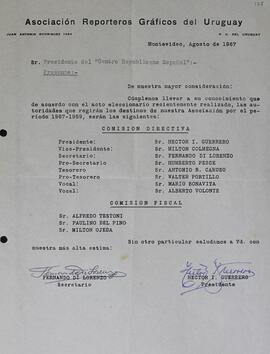 Asociación Reporteros Gráficos del Uruguay
JUAN ANTONIO RODRIGUEZ 1464
R. O. DEL URUGUAY
Montevideo, Agosto de 1967
Sr. Presidente del "Centro Republicano Español":-
Presente:-
De nuestra mayor consideración:
Cúmplenos llevar a su conocimiento que
de acuerdo con el acto eleccionario recientemente realizado, las autori-
dades que regirán los destinos de nuestra Asociación por el período
1967-1969, serán las siguientes:
COMISION DIRECTIVA
Presidente: Sr. HECTOR I. GUERRERO
Vice-Presidente: Sr. WILTON COLMEGNA
Secretario: Sr. FERNANDO DI LORENZO
Pro-Secretario: Sr. HUMBERTO PESCE
Tesorero: Sr. ANTONIO R. CARUSO
Pro-Tesorero: Sr. VALTER PORTILLO
Vocal: Sr. MARIO BONAVITA
Vocal: Sr. ALBERTO VOLONTE
COMISION FISCAL
Sr. ALFREDO TESTONI
Sr. PAULINO DEL PINO
Sr. MILTON OJEDA
Sin otro particular saludamos a Vd. con
nuestra más alta estima:
FERNANDO DI LORENZO
Secretario
HECTOR I. GUERRERO
Presidente